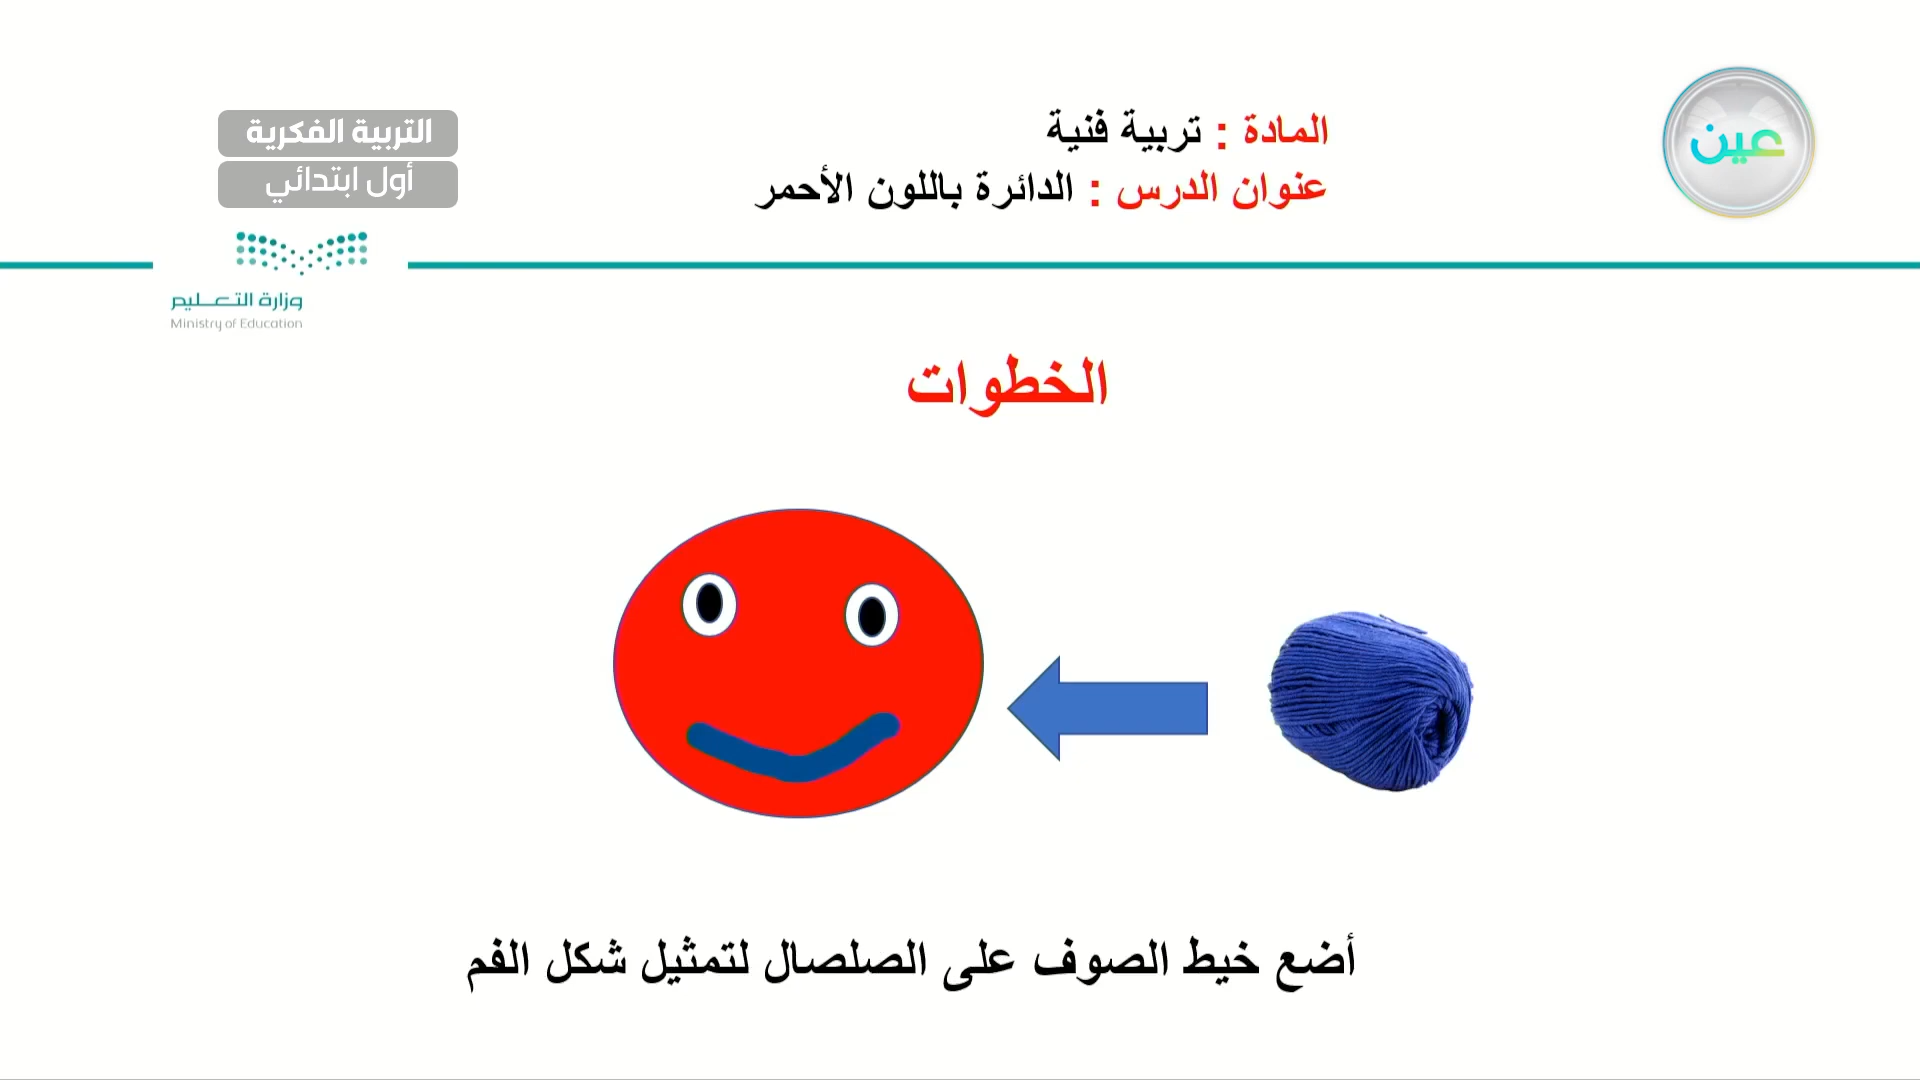 عين
المادة : تربية فنية
عنوان الدرس : الدائرة باللون الأحمر
التربية الفكرية
أول ابتدائي
وزارة التعليم
Ministry of Education
الخطوات
أضع خيط الصوف على الصلصال لتمثيل شكل الفم